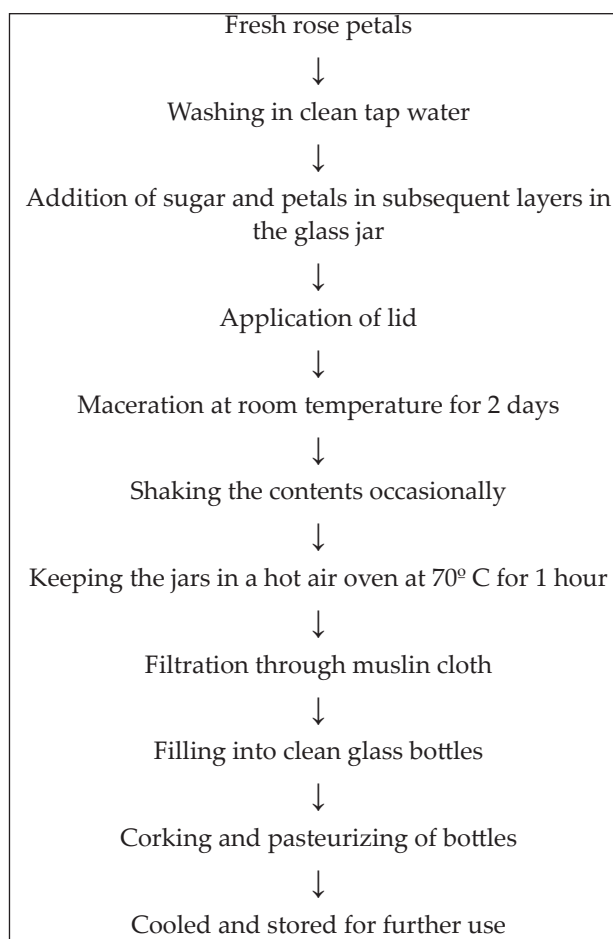 Fresh rose petals
↓
Washing in clean tap water
↓
Addition of sugar and petals in subsequent layers in
the glass jar
↓
Application of lid
↓
Maceration at room temperature for 2 days
↓
Shaking the contents occasionally
↓
Keeping the jars in a hot air oven at 70º C for 1 hour
↓
Filtration through muslin cloth
↓
Filling into clean glass bottles
↓
Corking and pasteurizing of bottles
↓
Cooled and stored for further use